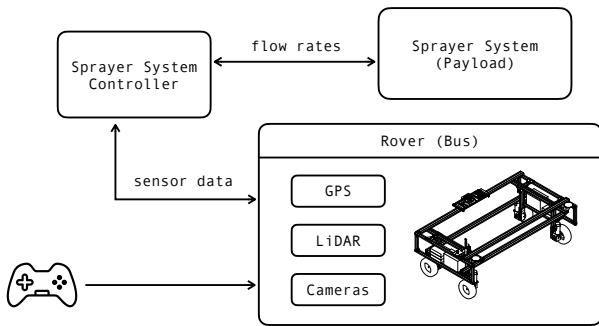 flow rates
Sprayer System
Controller
Sprayer System
(Payload)
Rover (Bus)
sensor data
GPS
LiDAR
Cameras